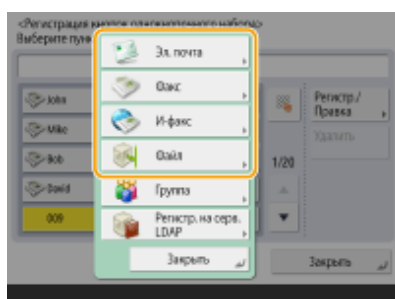 <Регистрация кнопок однокнопочного набора>
Выберите пун
Эл. почта
Факс
И-факс
Файл
Группа
Регистр. на серв.
LDAP
Закрыть
John
Mike
Bob
David
009
1/20
Регистр./
Правка
Удалить
Закрыть